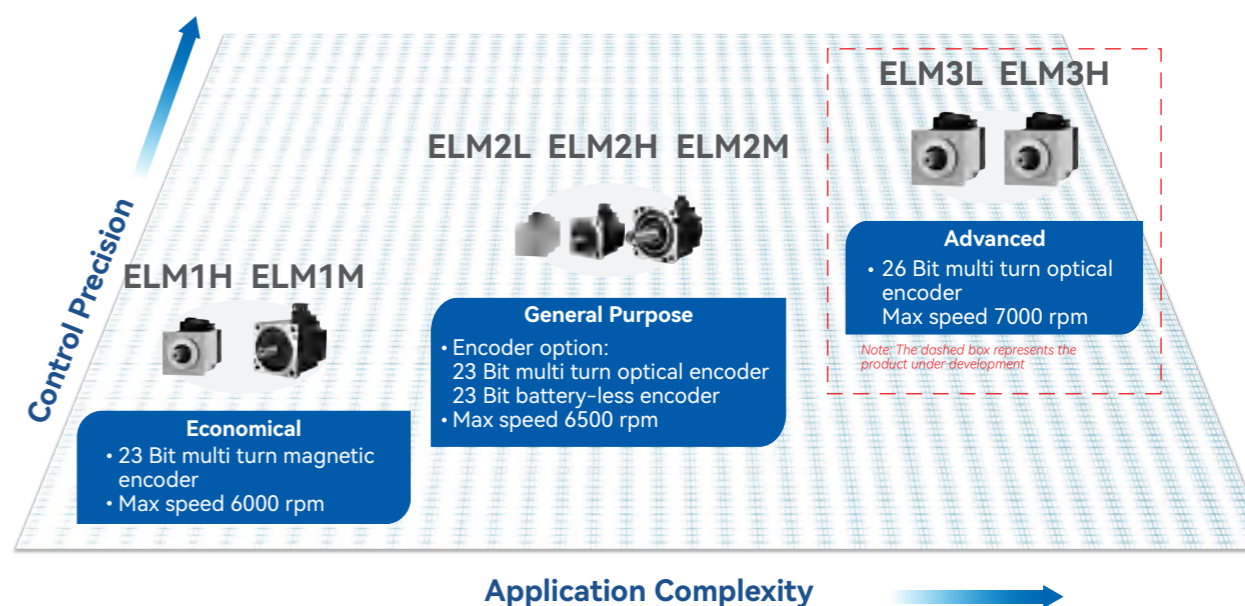 Control Precision
ELM1H ELM1M
Economical
• 23 Bit multi turn magnetic
encoder
• Max speed 6000 rpm
ELM2L ELM2H ELM2M
General Purpose
• Encoder option:
23 Bit multi turn optical encoder
23 Bit battery-less encoder
• Max speed 6500 rpm
ELM3L ELM3H
Advanced
• 26 Bit multi turn optical
encoder
Max speed 7000 rpm
Note: The dashed box represents the
product under development
Application Complexity